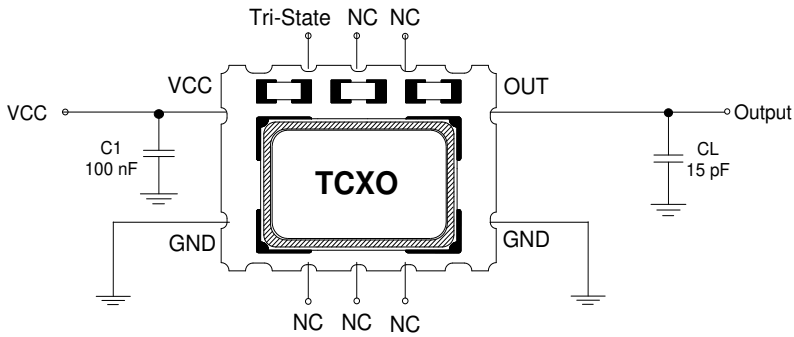 Tri-State NC NC
VCC
OUT
VCC
Output
C1
100 nF
CL
15 pF
TCXO
GND
GND
NC NC NC